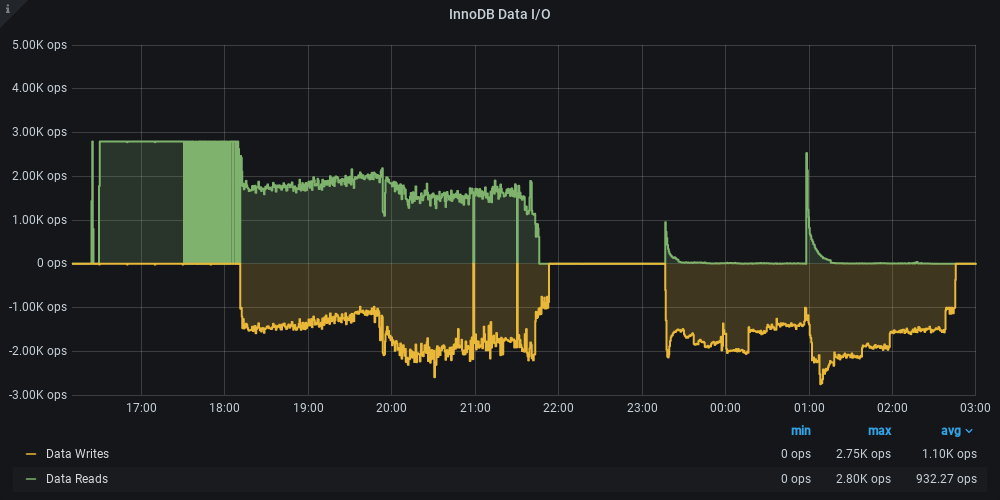 i
InnoDB Data I/O
5.00K ops
4.00K ops
3.00K ops
2.00K ops
1.00K ops
0 ops
-1.00K ops
-2.00K ops
-3.00K ops
17:00 18:00 19:00 20:00 21:00 22:00 23:00 00:00 01:00 02:00 03:00
min max avg
Data Writes 0 ops 2.75K ops 1.10K ops
Data Reads 0 ops 2.80K ops 932.27 ops